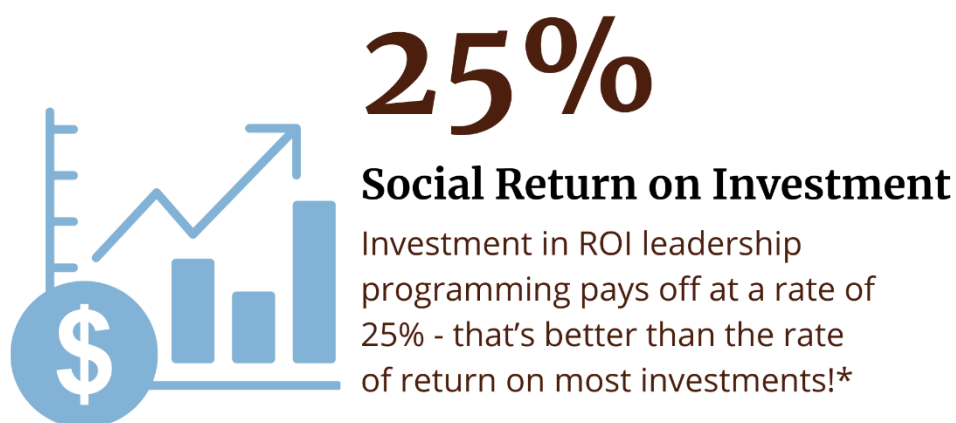 25%
Social Return on Investment
Investment in ROI leadership
programming pays off at a rate of
25% - that’s better than the rate
of return on most investments!*
$